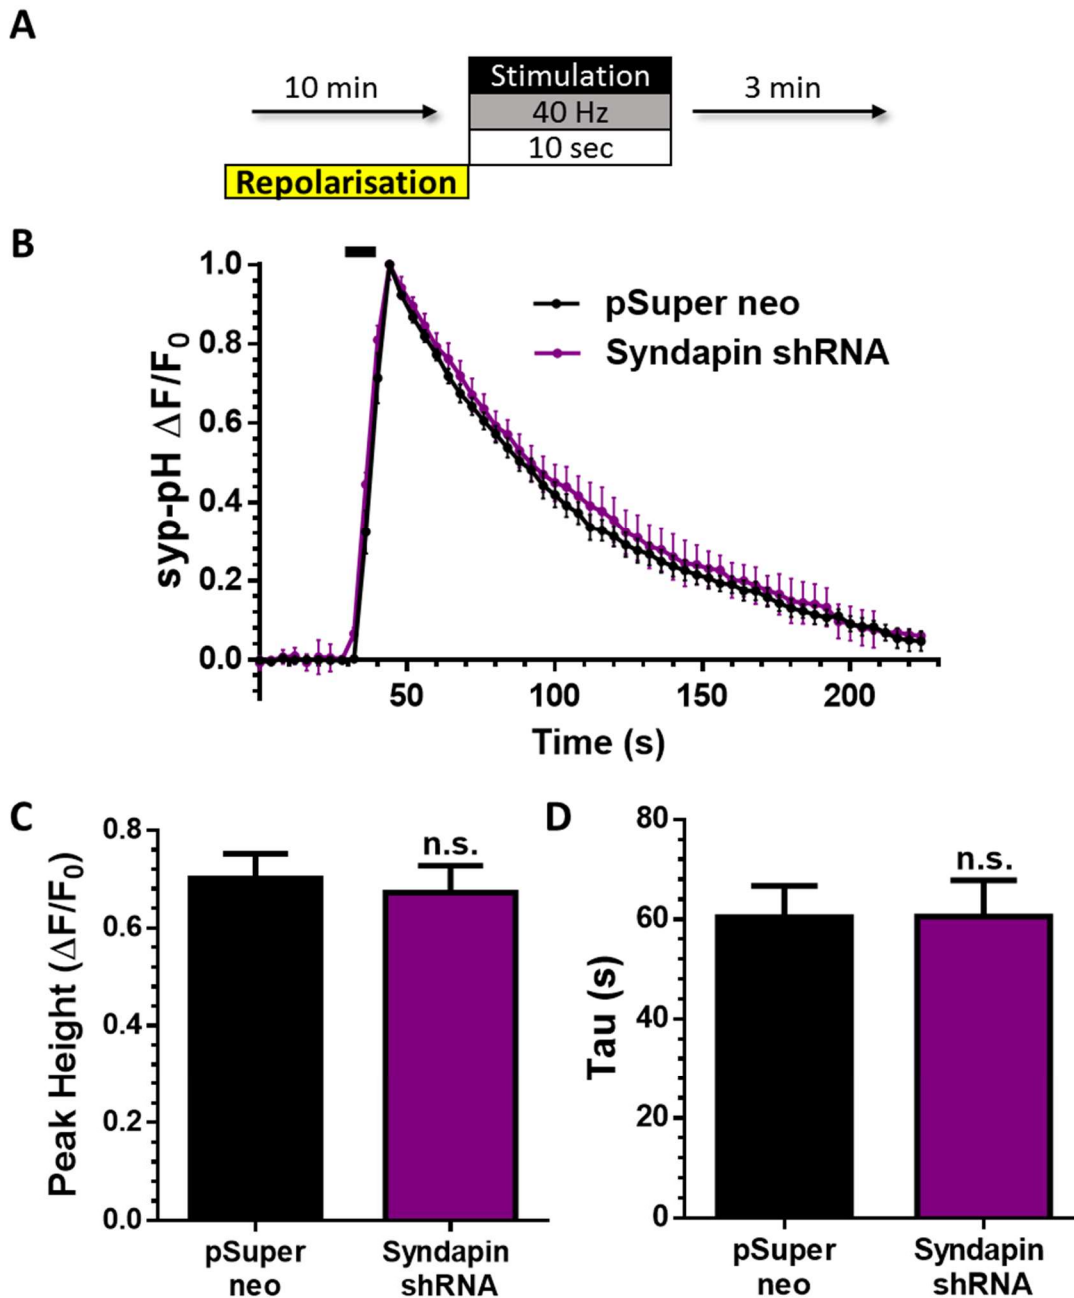 A
10 min
Stimulation
3 min
40 Hz
10 sec
Repolarisation
B
1.0
0.8
0.6
0.4
0.2
0.0
syp-pH ΔF/F0
pSuper neo
Syndapin shRNA
50
100
150
200
Time (s)
C
0.8
0.6
0.4
0.2
0.0
Peak Height (ΔF/F0)
n.s.
pSuper
neo
Syndapin
shRNA
D
80
60
40
20
0
Tau (s)
n.s.
pSuper
neo
Syndapin
shRNA